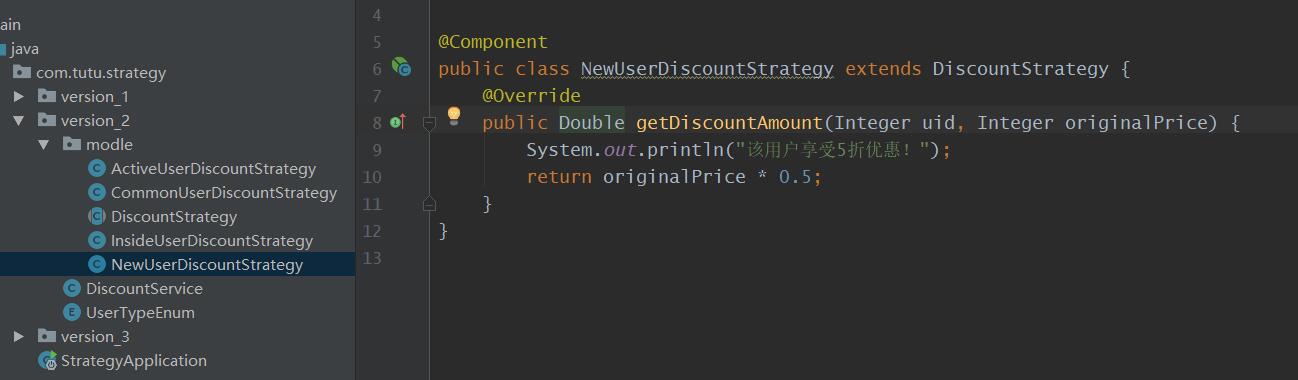 ain
java
com.tutu.strategy
version_1
version_2
modle
ActiveUserDiscountStrategy
CommonUserDiscountStrategy
DiscountStrategy
InsideUserDiscountStrategy
NewUserDiscountStrategy
DiscountService
UserTypeEnum
version_3
StrategyApplication
4
5 @Component
6 public class NewUserDiscountStrategy extends DiscountStrategy {
7 @Override
8 public Double getDiscountAmount(Integer uid, Integer originalPrice) {
9 System.out.println("该用户享受5折优惠！");
10 return originalPrice * 0.5;
11 }
12 }
13